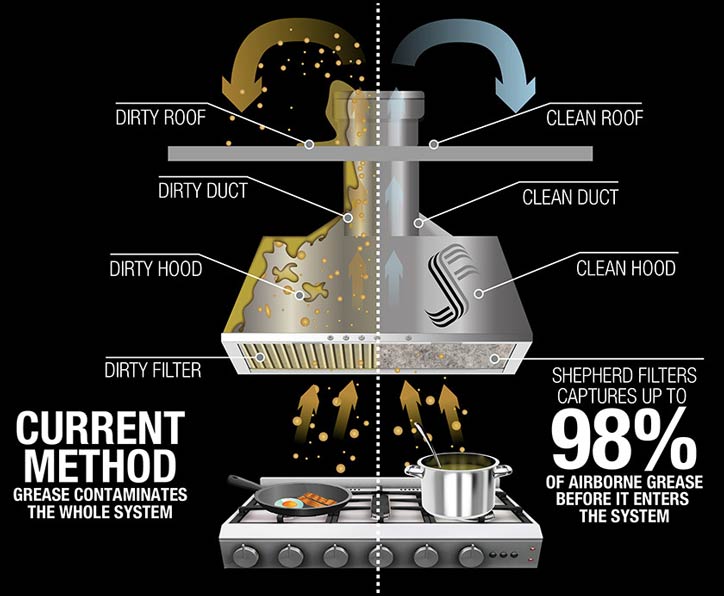 DIRTY ROOF
CLEAN ROOF
DIRTY DUCT
CLEAN DUCT
DIRTY HOOD
CLEAN HOOD
DIRTY FILTER
SHEPHERD FILTERS
CAPTURES UP TO
98%
OF AIRBORNE GREASE
BEFORE IT ENTERS
THE SYSTEM
CURRENT
METHOD
GREASE CONTAMINATES
THE WHOLE SYSTEM